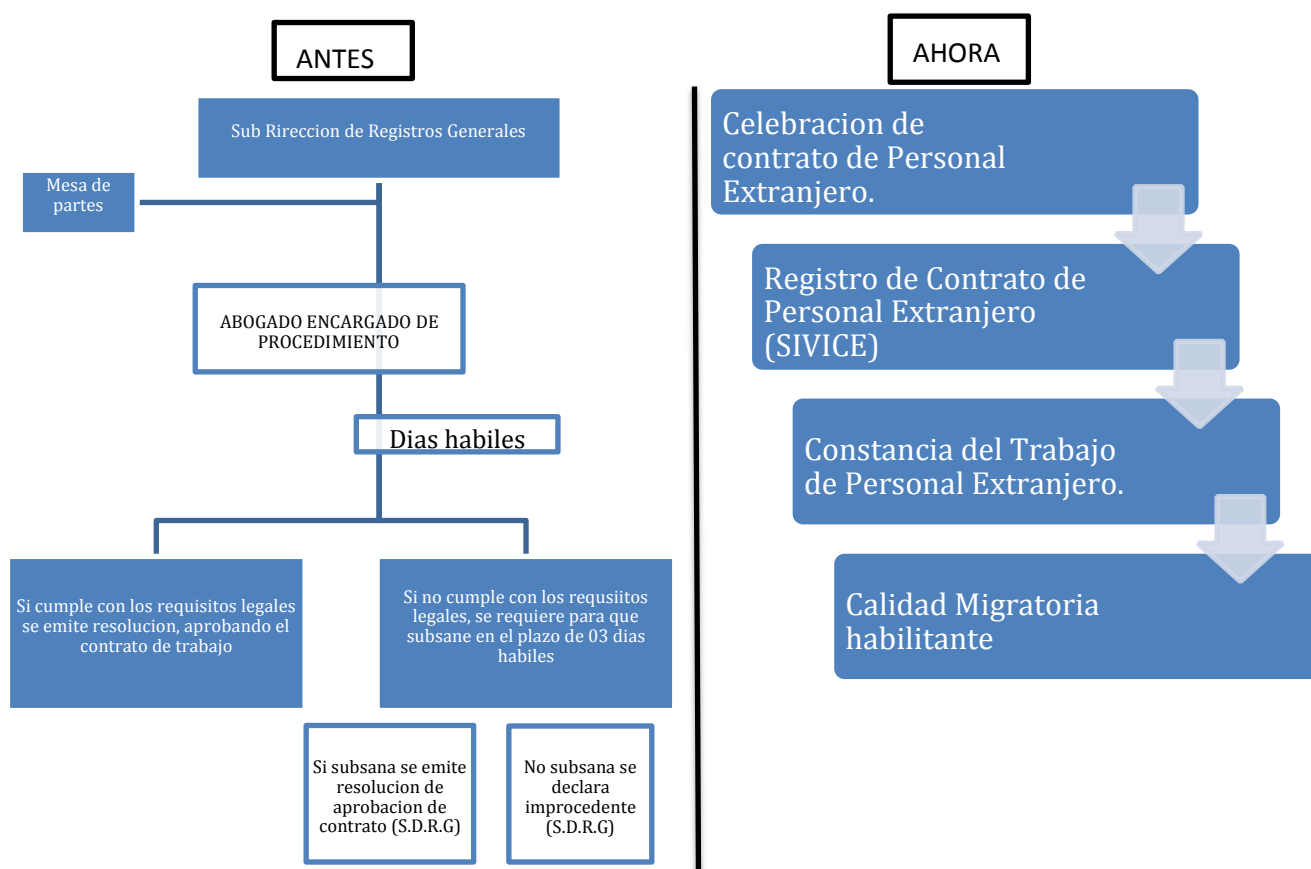 ANTES
Sub Rireccion de Registros Generales
Mesa de
partes
ABOGADO ENCARGADO DE
PROCEDIMIENTO
Dias habiles
Si cumple con los requisitos legales
se emite resolucion, aprobando el
contrato de trabajo
Si no cumple con los requsiitos
legales, se requiere para que
subsane en el plazo de 03 dias
habiles
Si subsana se emite
resolucion de
aprobacion de
contrato (S.D.R.G)
No subsana se
declara
improcedente
(S.D.R.G)
AHORA
Celebracion de
contrato de Personal
Extranjero.
Registro de Contrato de
Personal Extranjero
(SIVICE)
Constancia del Trabajo
de Personal Extranjero.
Calidad Migratoria
habilitante